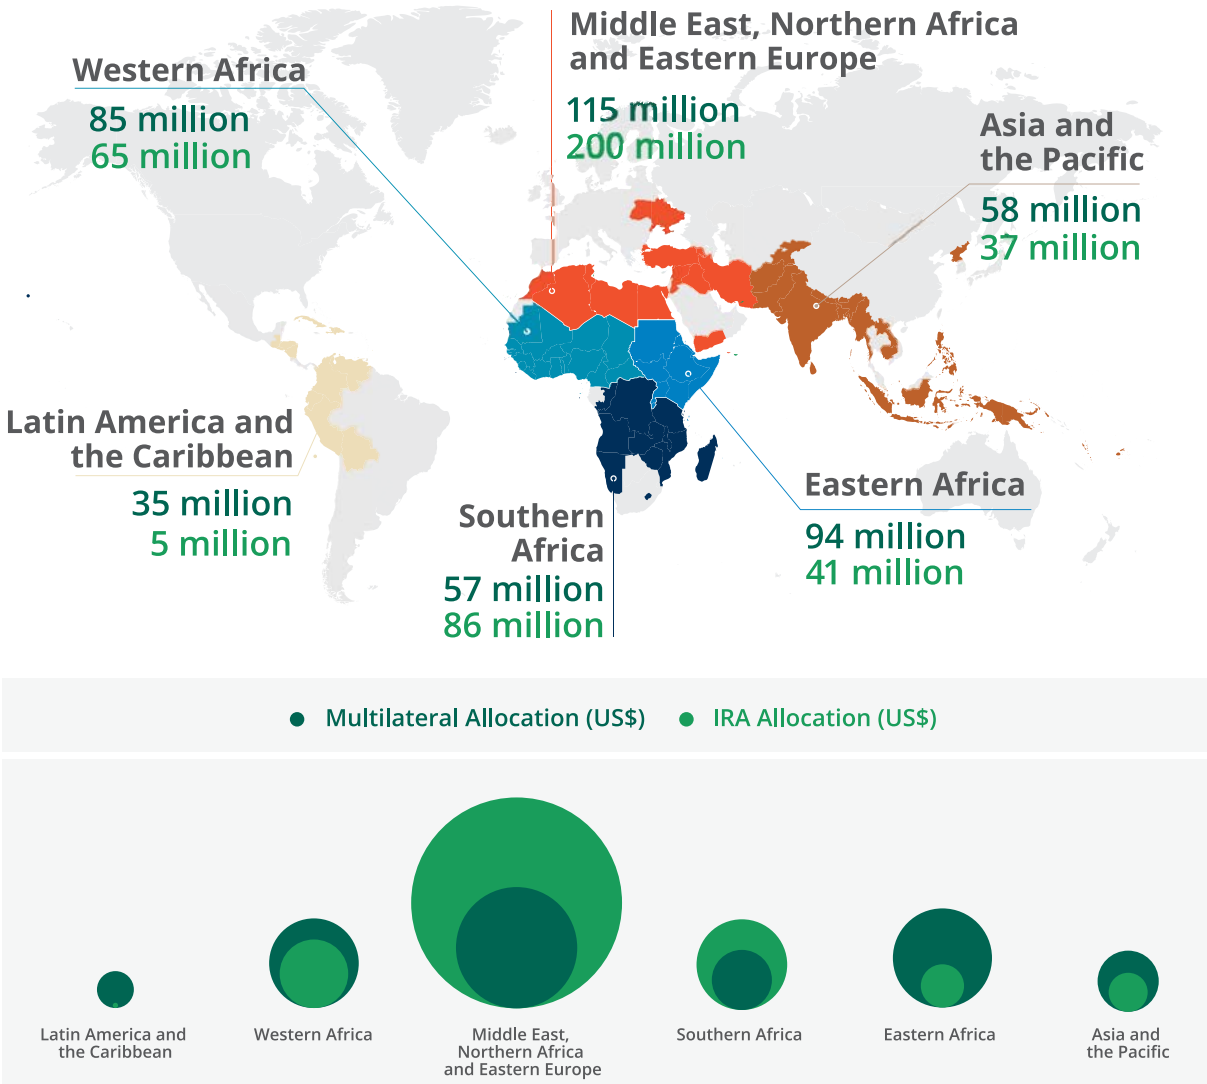 Middle East, Northern Africa
and Eastern Europe
115 million
200 million
Western Africa
85 million
65 million
Asia and
the Pacific
58 million
37 million
Latin America and
the Caribbean
35 million
5 million
Southern
Africa
57 million
86 million
Eastern Africa
94 million
41 million
Multilateral Allocation (US$)
IRA Allocation (US$)
Latin America and
the Caribbean
Western Africa
Middle East,
Northern Africa
and Eastern Europe
Southern Africa
Eastern Africa
Asia and
the Pacific